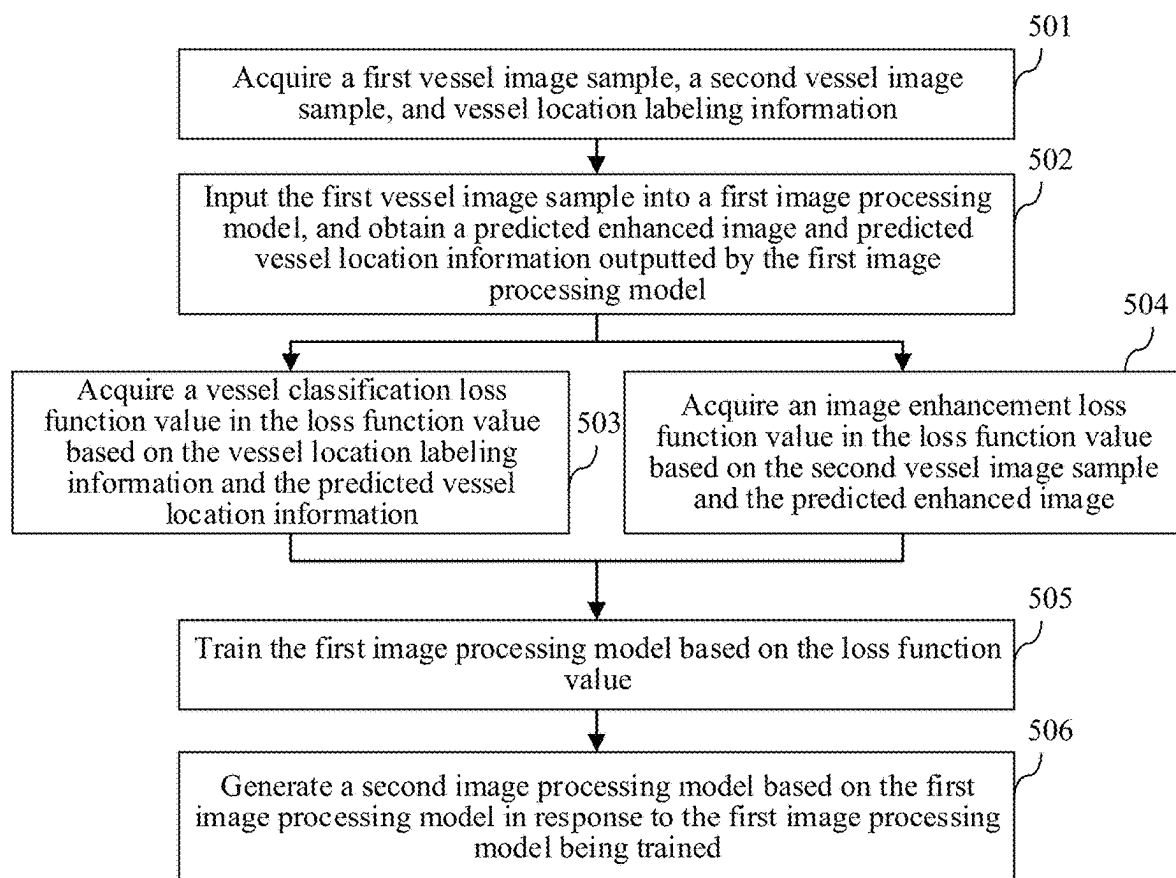 501
Acquire a first vessel image sample, a second vessel image
sample, and vessel location labeling information
502
Input the first vessel image sample into a first image processing
model, and obtain a predicted enhanced image and predicted
vessel location information outputted by the first image
processing model
Acquire a vessel classification loss
function value in the loss function value
based on the vessel location labeling
information and the predicted vessel
location information
503
504
Acquire an image enhancement loss
function value in the loss function value
based on the second vessel image sample
and the predicted enhanced image
505
Train the first image processing model based on the loss function
value
506
Generate a second image processing model based on the first
image processing model in response to the first image processing
model being trained